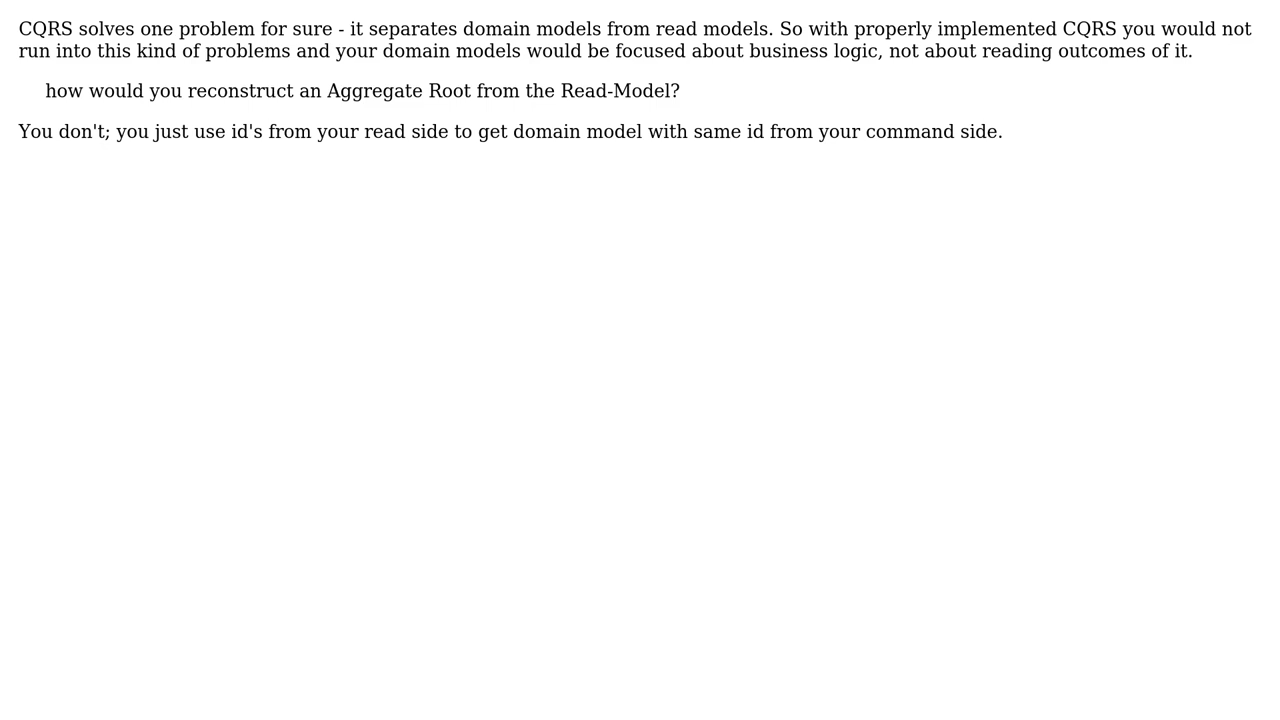 CQRS solves one problem for sure - it separates domain models from read models. So with properly implemented CQRS you would not
run into this kind of problems and your domain models would be focused about business logic, not about reading outcomes of it.
how would you reconstruct an Aggregate Root from the Read-Model?
You don't; you just use id's from your read side to get domain model with same id from your command side.